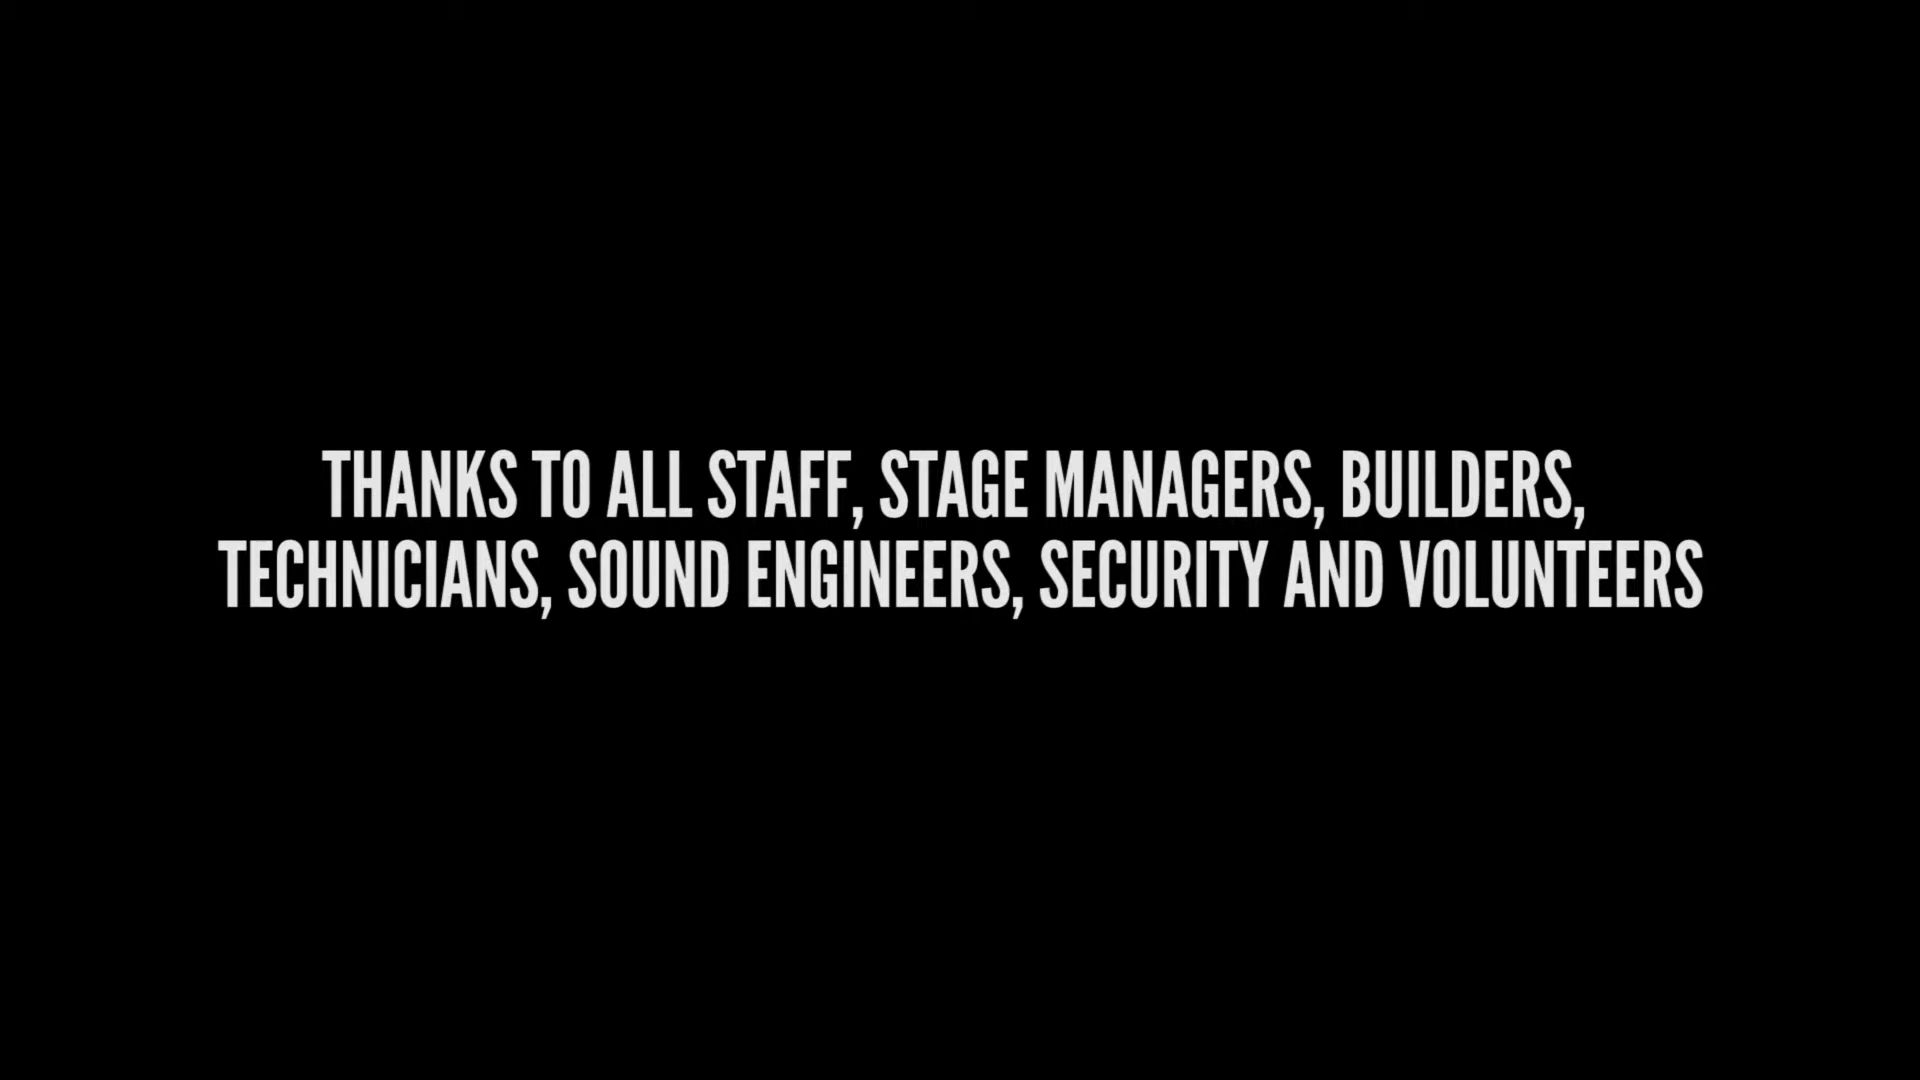 THANKS TO ALL STAFF, STAGE MANAGERS, BUILDERS,
TECHNICIANS, SOUND ENGINEERS, SECURITY AND VOLUNTEERS